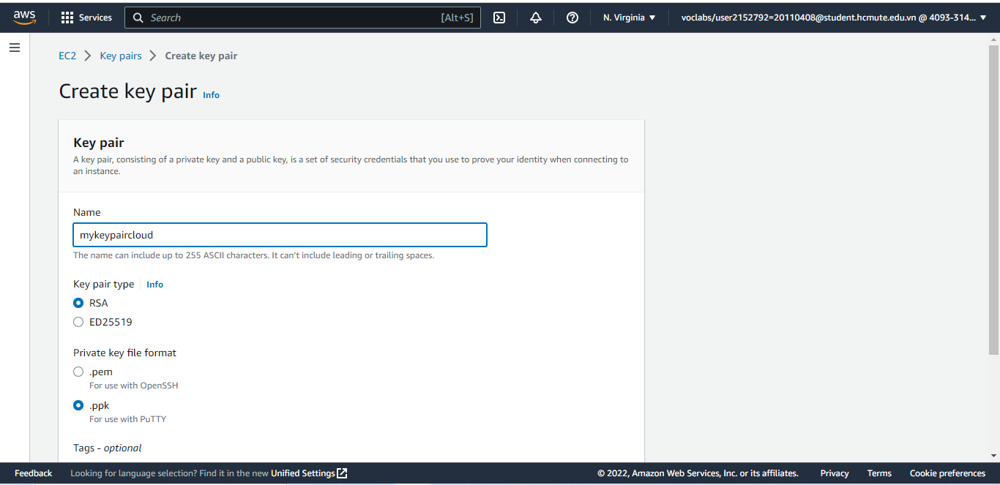 aws
Services
Search [Alt+S]
N. Virginia
voclabs/user2152792=20110408@student.hcmute.edu.vn @ 4093-314...
EC2 Key pairs Create key pair
Create key pair Info
Key pair
A key pair, consisting of a private key and a public key, is a set of security credentials that you use to prove your identity when connecting to
an instance.
Name
mykeypaircloud
The name can include up to 255 ASCII characters. It can't include leading or trailing spaces.
Key pair type Info
RSA
ED25519
Private key file format
.pem
For use with OpenSSH
.ppk
For use with PuTTY
Tags - optional
Feedback Looking for language selection? Find it in the new Unified Settings © 2022, Amazon Web Services, Inc. or its affiliates. Privacy Terms Cookie preferences